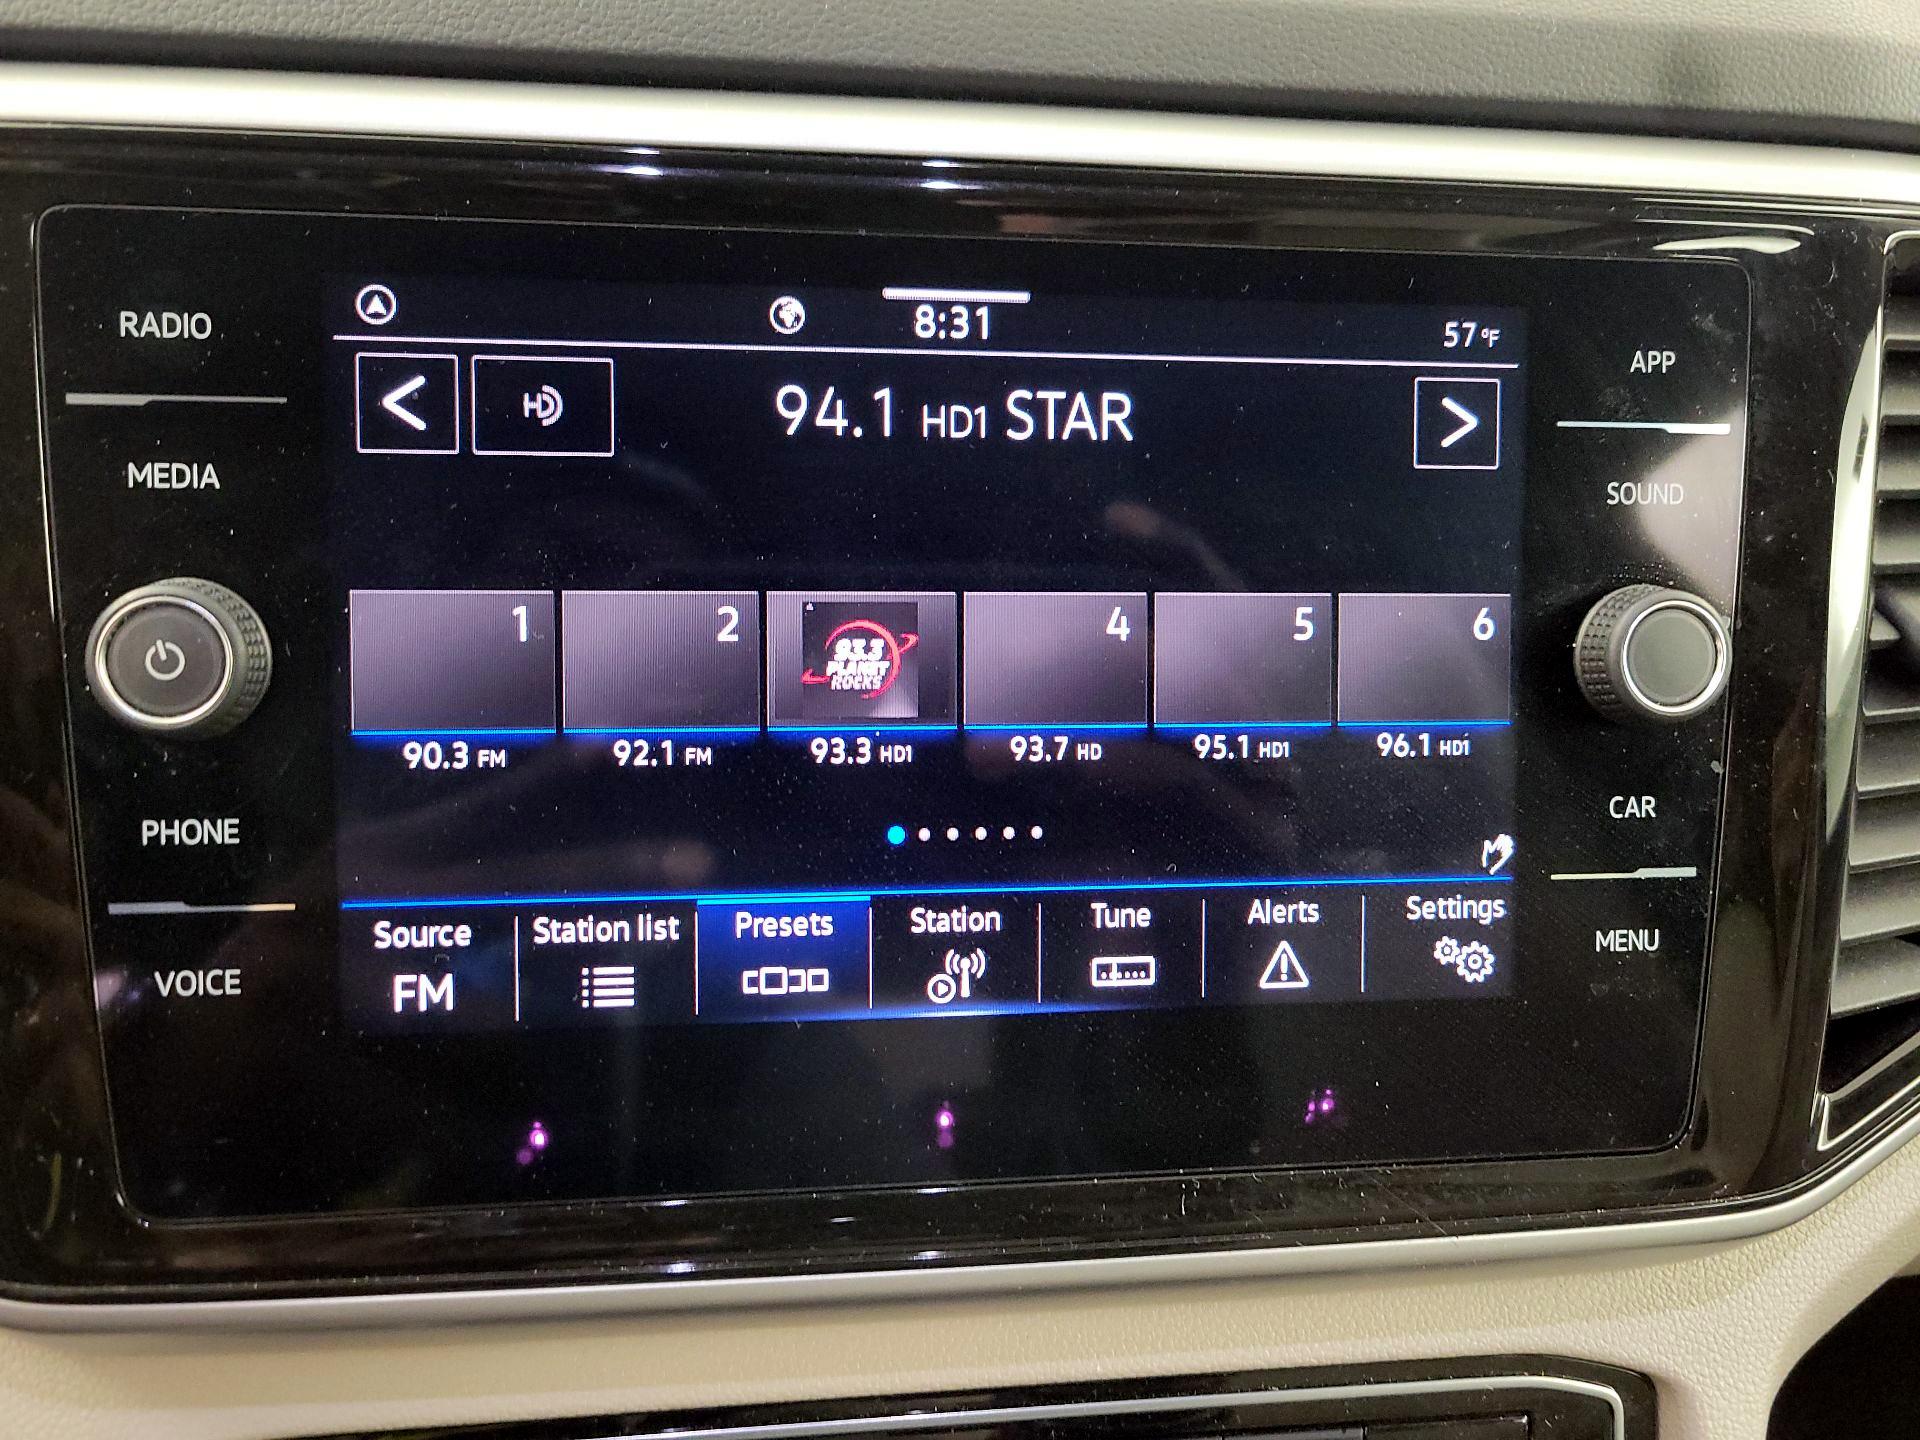 RADIO
MEDIA
PHONE
VOICE
8:31
57°F
HD
94.1 HD1 STAR
1
2
93.3
PLANET
ROCKS
4
5
6
90.3 FM
92.1 FM
93.3 HD1
93.7 HD
95.1 HD1
96.1 HD1
Source
FM
Station list
Presets
Station
Tune
Alerts
Settings
APP
SOUND
CAR
MENU